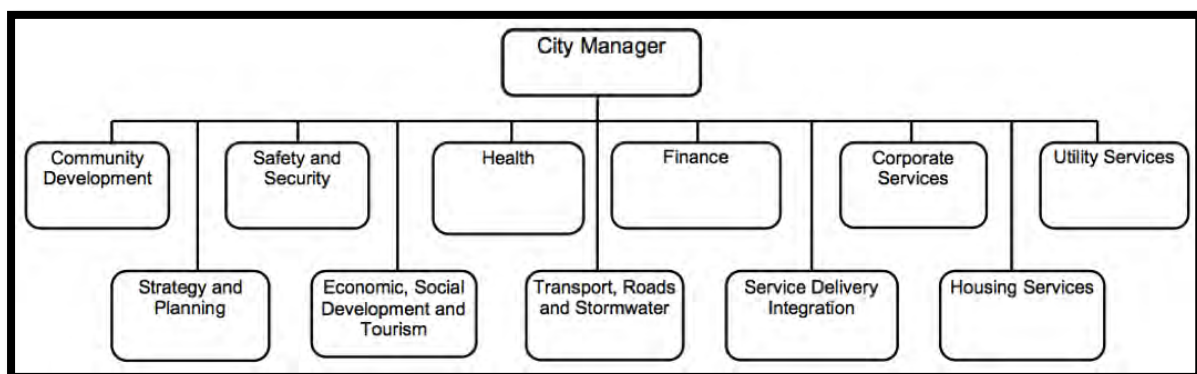 City Manager
Community
Development
Safety and
Security
Health
Finance
Corporate
Services
Utility Services
Strategy and
Planning
Economic, Social
Development and
Tourism
Transport, Roads
and Stormwater
Service Delivery
Integration
Housing Services